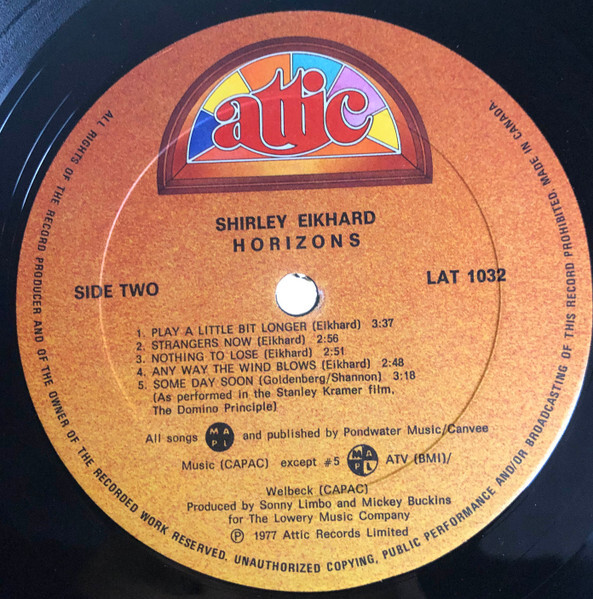 attic
SHIRLEY EIKHARD
HORIZONS
SIDE TWO
LAT 1032
1. PLAY A LITTLE BIT LONGER (Eikhard) 3:37
2. STRANGERS NOW (Eikhard) 2:56
3. NOTHING TO LOSE (Eikhard) 2:51
4. ANY WAY THE WIND BLOWS (Eikhard) 2:48
5. SOME DAY SOON (Goldenberg/Shannon) 3:18
(As performed in the Stanley Kramer film,
The Domino Principle)
All songs MAPL and published by Pondwater Music/Canvee
Music (CAPAC) except #5 MAPL ATV (BMI)/
Welbeck (CAPAC)
Produced by Sonny Limbo and Mickey Buckins
for The Lowery Music Company
Ⓟ 1977 Attic Records Limited
ALL RIGHTS OF THE RECORD PRODUCER AND OF THE OWNER OF THE RECORDED WORK RESERVED. UNAUTHORIZED COPYING, PUBLIC PERFORMANCE AND/OR BROADCASTING OF THIS RECORD PROHIBITED. MADE IN CANADA.